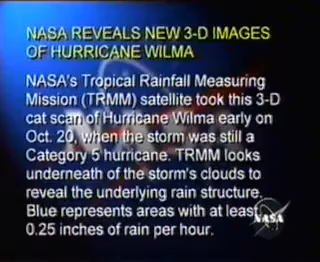 NASA REVEALS NEW 3-D IMAGES
OF HURRICANE WILMA
NASA's Tropical Rainfall Measuring
Mission (TRMM) satellite took this 3-D
cat scan of Hurricane Wilma early on
Oct. 20, when the storm was still a
Category 5 hurricane. TRMM looks
underneath of the storm's clouds to
reveal the underlying rain structure.
Blue represents areas with at least
0.25 inches of rain per hour.
NASA